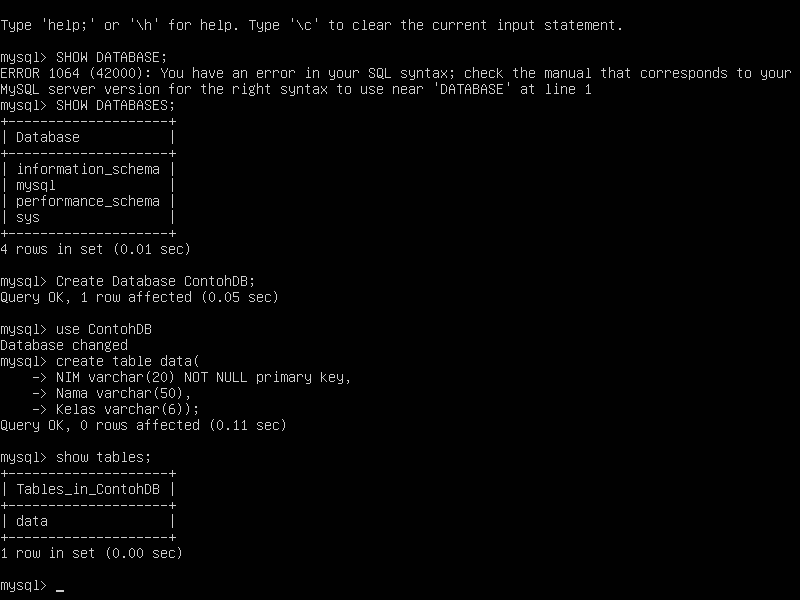 Type 'help;' or '\h' for help. Type '\c' to clear the current input statement.
mysql> SHOW DATABASE;
ERROR 1064 (42000): You have an error in your SQL syntax; check the manual that corresponds to your
MySQL server version for the right syntax to use near 'DATABASE' at line 1
mysql> SHOW DATABASES;
+--------------------+
| Database           |
+--------------------+
| information_schema |
| mysql              |
| performance_schema |
| sys                |
+--------------------+
4 rows in set (0.01 sec)
mysql> Create Database ContohDB;
Query OK, 1 row affected (0.05 sec)
mysql> use ContohDB
Database changed
mysql> create table data(
    -> NIM varchar(20) NOT NULL primary key,
    -> Nama varchar(50),
    -> Kelas varchar(6));
Query OK, 0 rows affected (0.11 sec)
mysql> show tables;
+--------------------+
| Tables_in_ContohDB |
+--------------------+
| data               |
+--------------------+
1 row in set (0.00 sec)
mysql> _